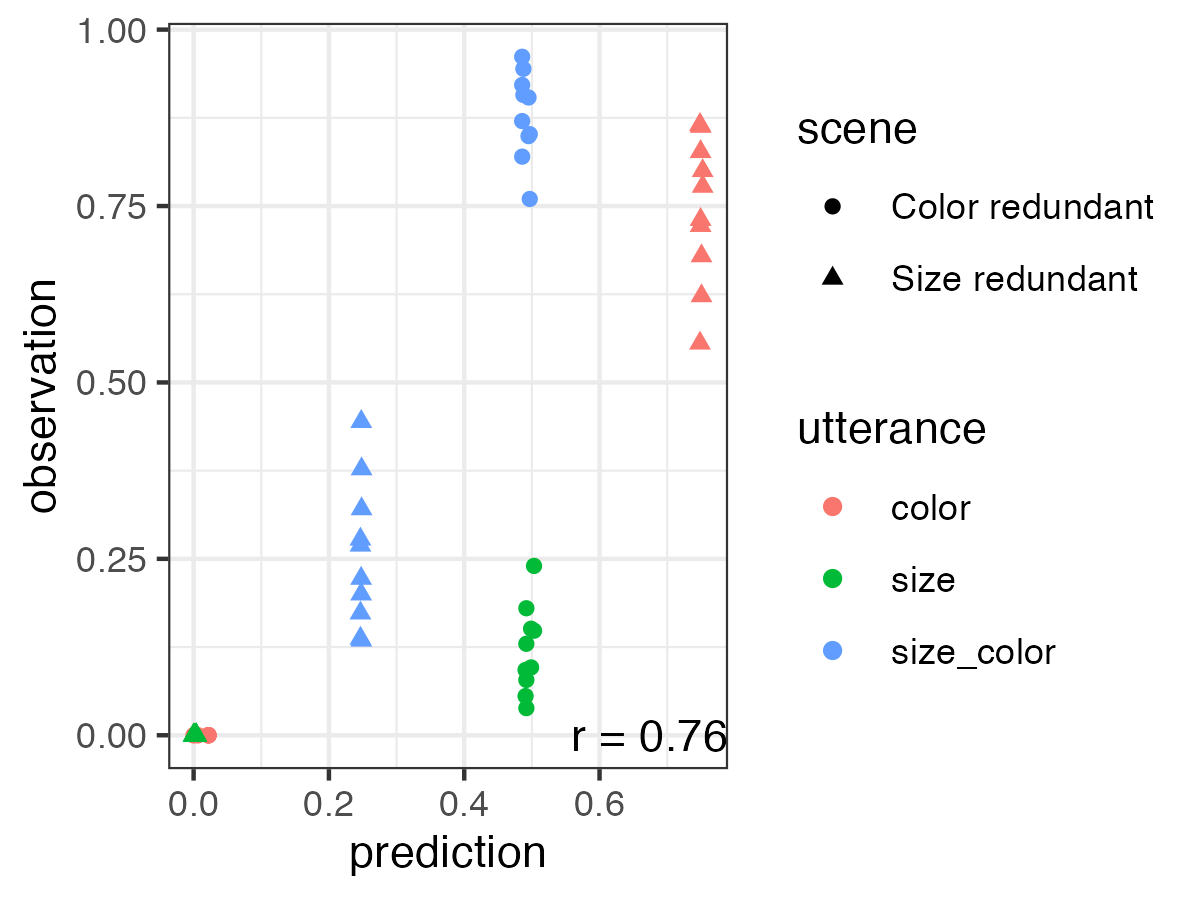 1.00
0.75
0.50
0.25
0.00
observation
r = 0.76
0.0 0.2 0.4 0.6
prediction
scene
Color redundant
Size redundant
utterance
color
size
size_color